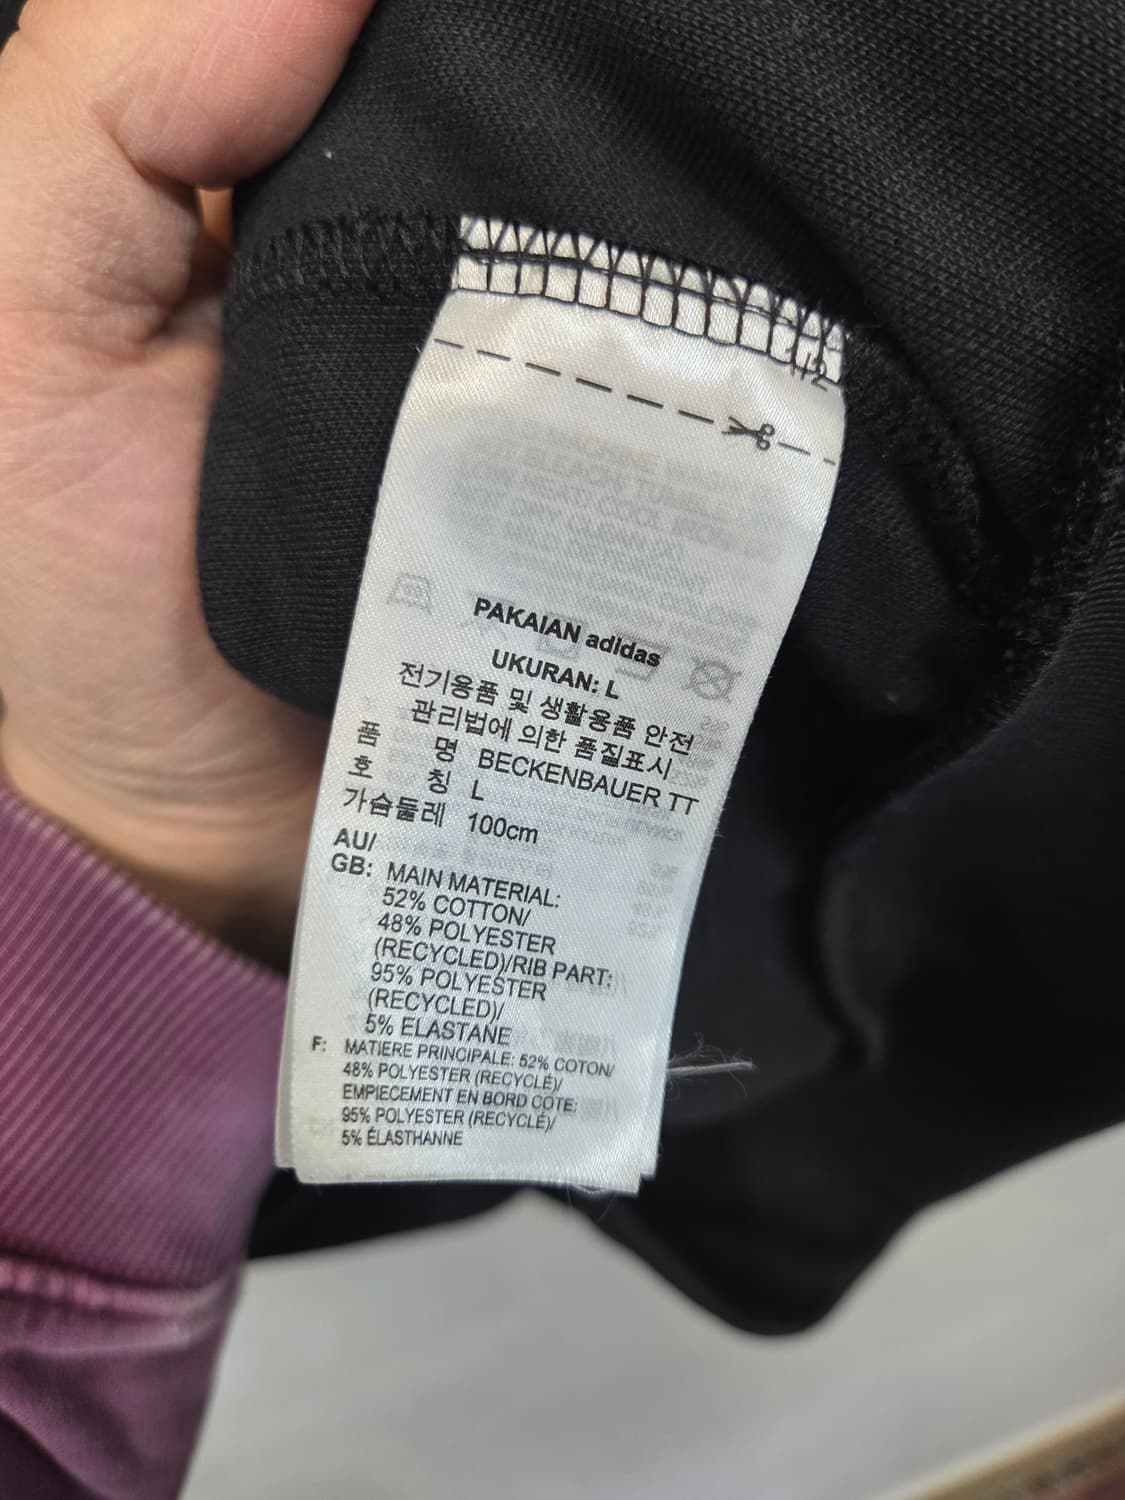 1/2
PAKAIAN adidas
UKURAN: L
전기용품 및 생활용품 안전
관리법에 의한 품질표시
품 명 BECKENBAUER TT
호 칭 L
가슴둘레 100cm
AU/
GB: MAIN MATERIAL:
52% COTTON/
48% POLYESTER
(RECYCLED)/RIB PART:
95% POLYESTER
(RECYCLED)/
5% ELASTANE
F: MATIERE PRINCIPALE: 52% COTON/
48% POLYESTER (RECYCLÉ)/
EMPIECEMENT EN BORD COTE:
95% POLYESTER (RECYCLÉ)/
5% ÉLASTHANNE